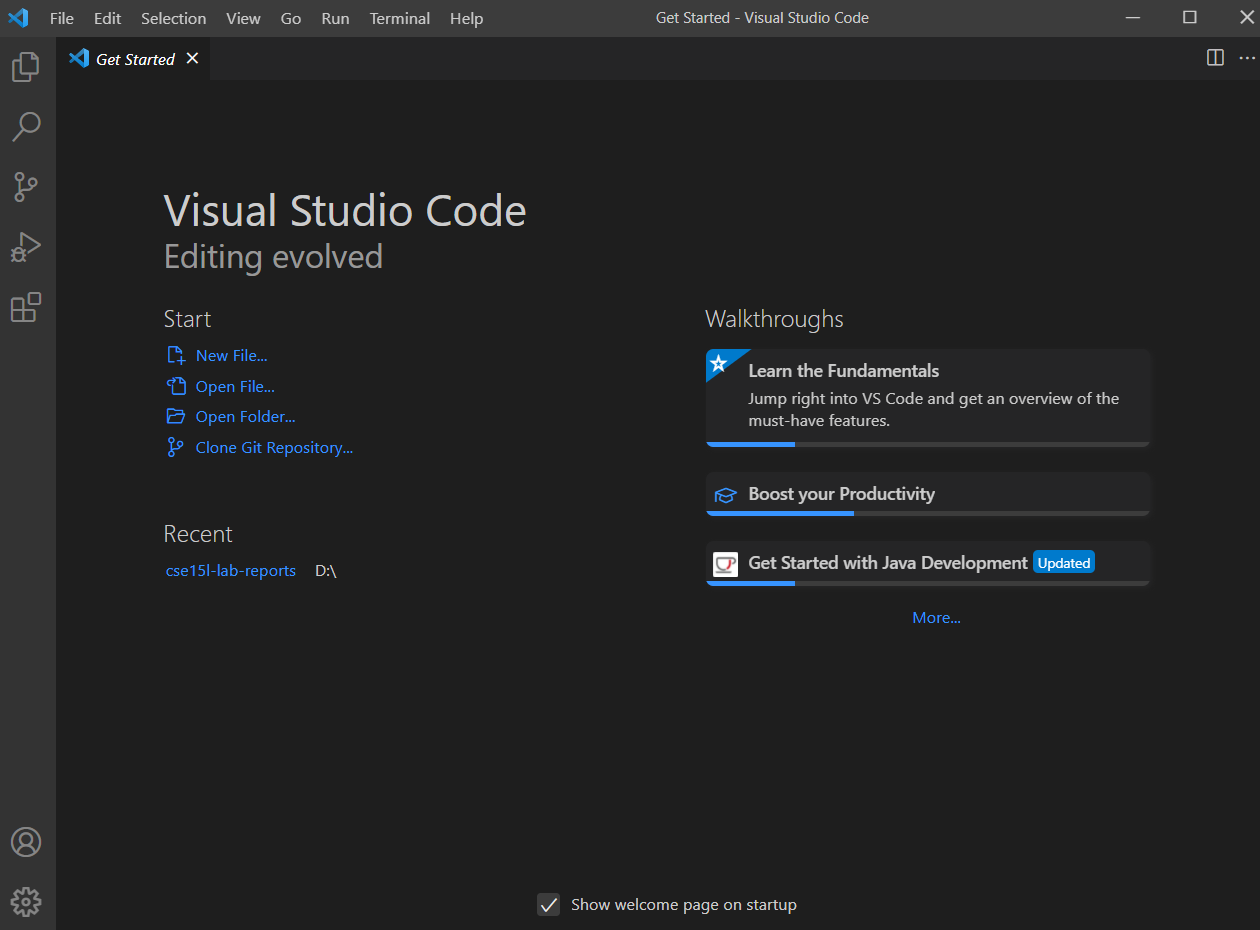 File Edit Selection View Go Run Terminal Help Get Started - Visual Studio Code
Get Started
Visual Studio Code
Editing evolved
Start
New File...
Open File...
Open Folder...
Clone Git Repository...
Recent
cse15l-lab-reports D:\
Walkthroughs
Learn the Fundamentals
Jump right into VS Code and get an overview of the
must-have features.
Boost your Productivity
Get Started with Java Development Updated
More...
Show welcome page on startup